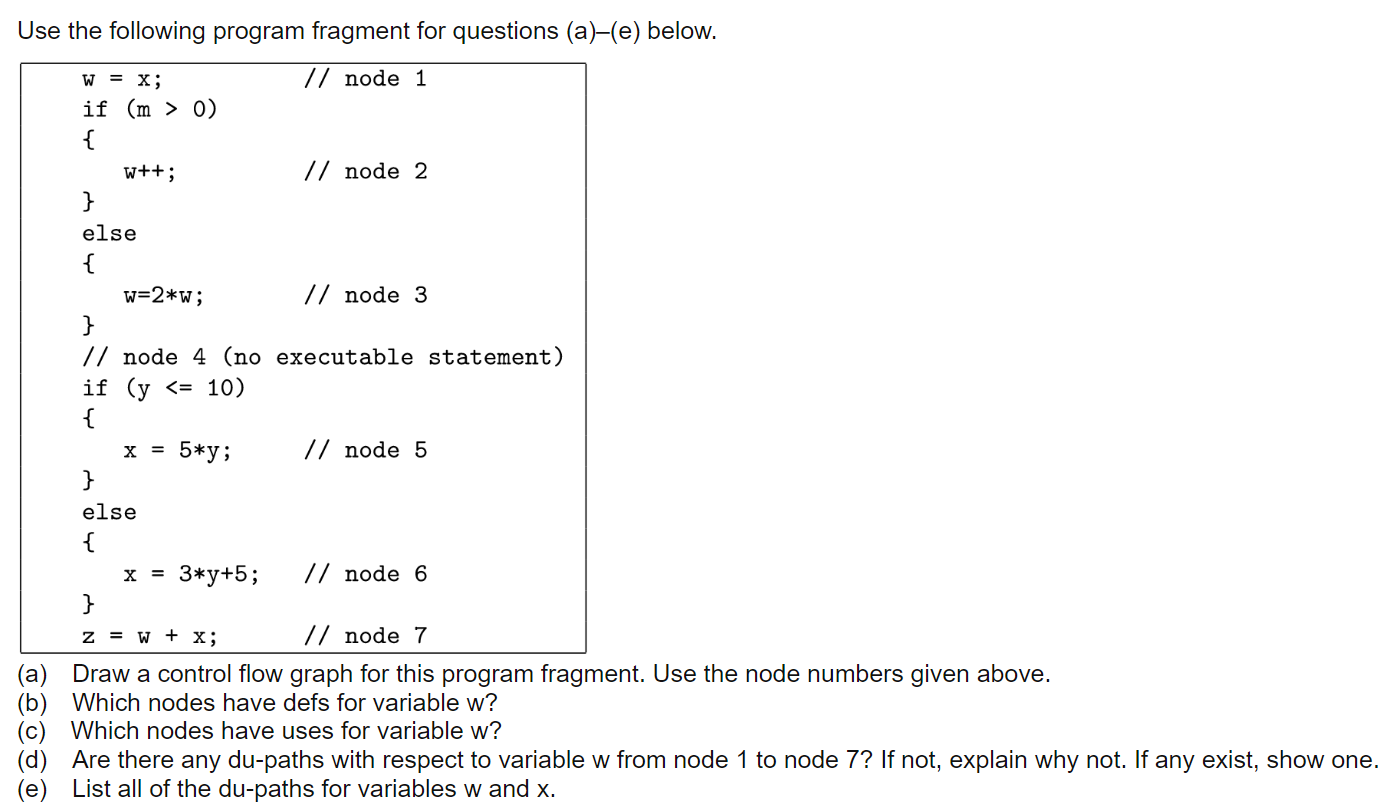 Use the following program fragment for questions (a)–(e) below.
w = x; // node 1
if (m > 0)
{
w++; // node 2
}
else
{
w=2*w; // node 3
}
// node 4 (no executable statement)
if (y <= 10)
{
x = 5*y; // node 5
}
else
{
x = 3*y+5; // node 6
}
z = w + x; // node 7
(a) Draw a control flow graph for this program fragment. Use the node numbers given above.
(b) Which nodes have defs for variable w?
(c) Which nodes have uses for variable w?
(d) Are there any du-paths with respect to variable w from node 1 to node 7? If not, explain why not. If any exist, show one.
(e) List all of the du-paths for variables w and x.